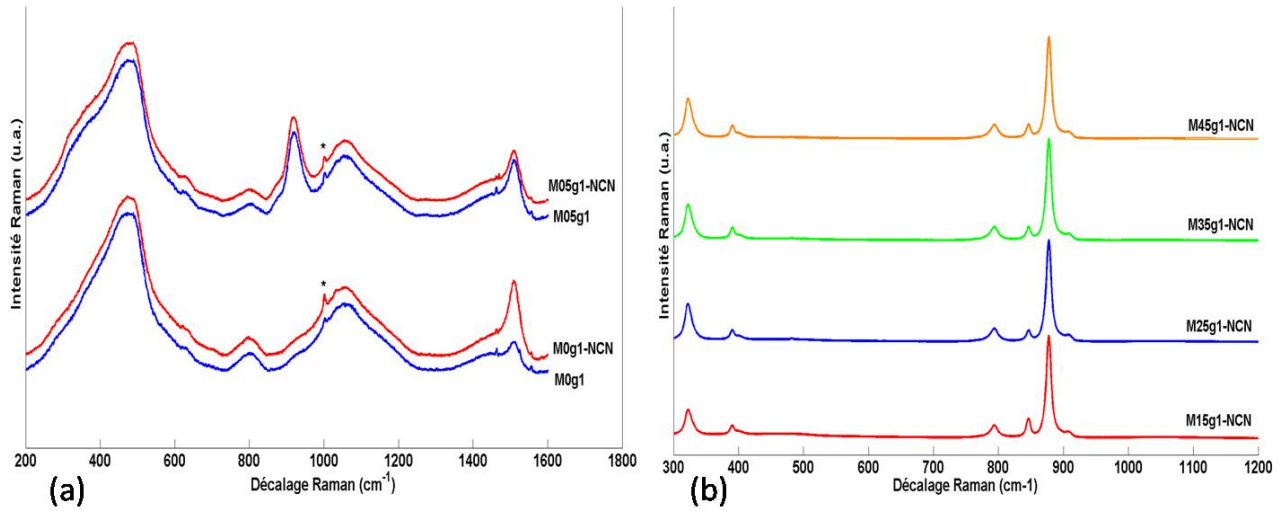 Intensité Raman (u.a.)
*
M05g1-NCN
M05g1
*
M0g1-NCN
M0g1
200 400 600 800 1000 1200 1400 1600 1800
Décalage Raman (cm-1)
(a)
Intensité Raman (u.a.)
M45g1-NCN
M35g1-NCN
M25g1-NCN
M15g1-NCN
300 400 500 600 700 800 900 1000 1100 1200
Décalage Raman (cm-1)
(b)